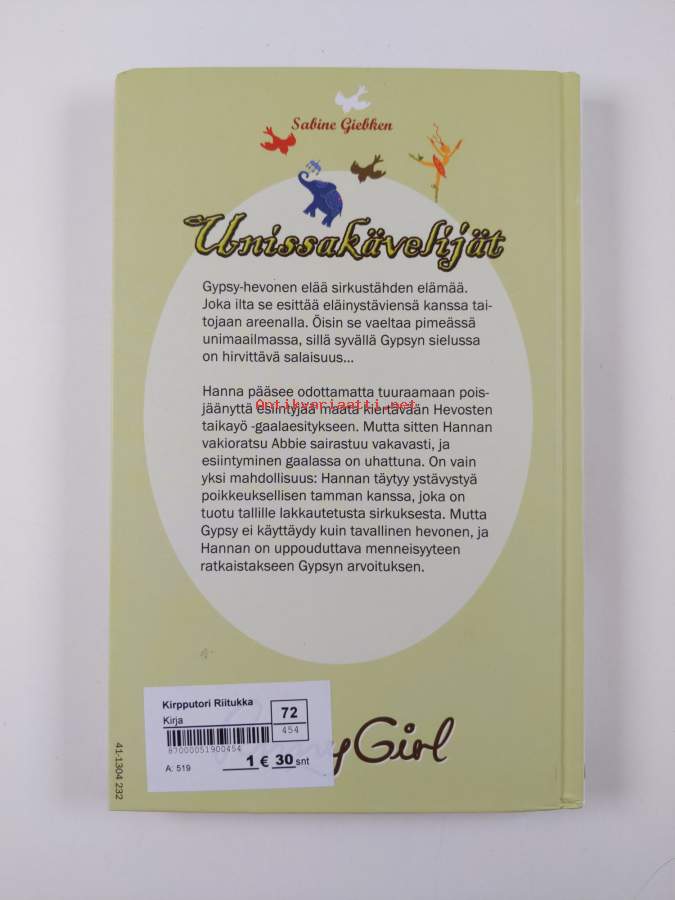 Sabine Giebken
Unissakävelijät
Gypsy-hevonen elää sirkustähden elämää.
Joka ilta se esittää eläinystäviensä kanssa tai-
tojaan areenalla. Öisin se vaeltaa pimeässä
unimaailmassa, sillä syvällä Gypsyn sielussa
on hirvittävä salaisuus...
Hanna pääsee odottamatta tuuraamaan pois-
jäänyttä esiintyjää maata kiertävään Hevosten
Antikvariaatti.net
taikayö -gaalaesitykseen. Mutta sitten Hannan
vakioratsu Abbie sairastuu vakavasti, ja
esiintyminen gaalassa on uhattuna. On vain
yksi mahdollisuus: Hannan täytyy ystävystyä
poikkeuksellisen tamman kanssa, joka on
tuotu tallille lakkautetusta sirkuksesta. Mutta
Gypsy ei käyttäydy kuin tavallinen hevonen, ja
Hannan on uppouduttava menneisyyteen
ratkaistakseen Gypsyn arvoituksen.
Kirpputori Riitukka
Kirja
72
454
87000051900454
A: 519
1 € 30 snt
Girl
41-1304 232